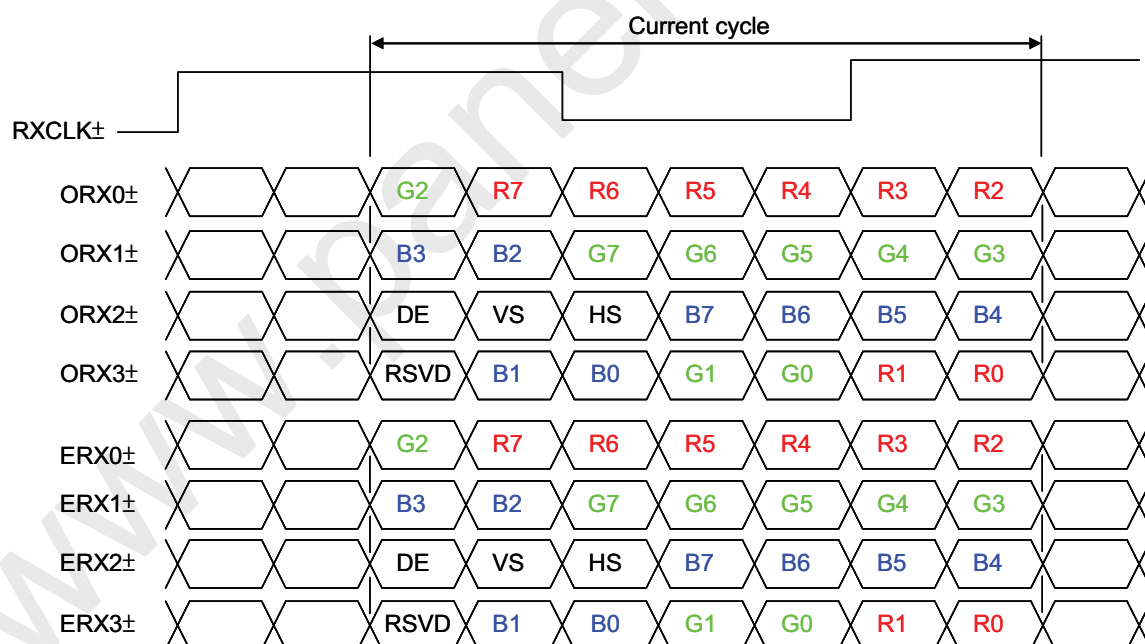 Current cycle
RXCLK±
ORX0± G2 R7 R6 R5 R4 R3 R2
ORX1± B3 B2 G7 G6 G5 G4 G3
ORX2± DE VS HS B7 B6 B5 B4
ORX3± RSVD B1 B0 G1 G0 R1 R0
ERX0± G2 R7 R6 R5 R4 R3 R2
ERX1± B3 B2 G7 G6 G5 G4 G3
ERX2± DE VS HS B7 B6 B5 B4
ERX3± RSVD B1 B0 G1 G0 R1 R0
www.pane